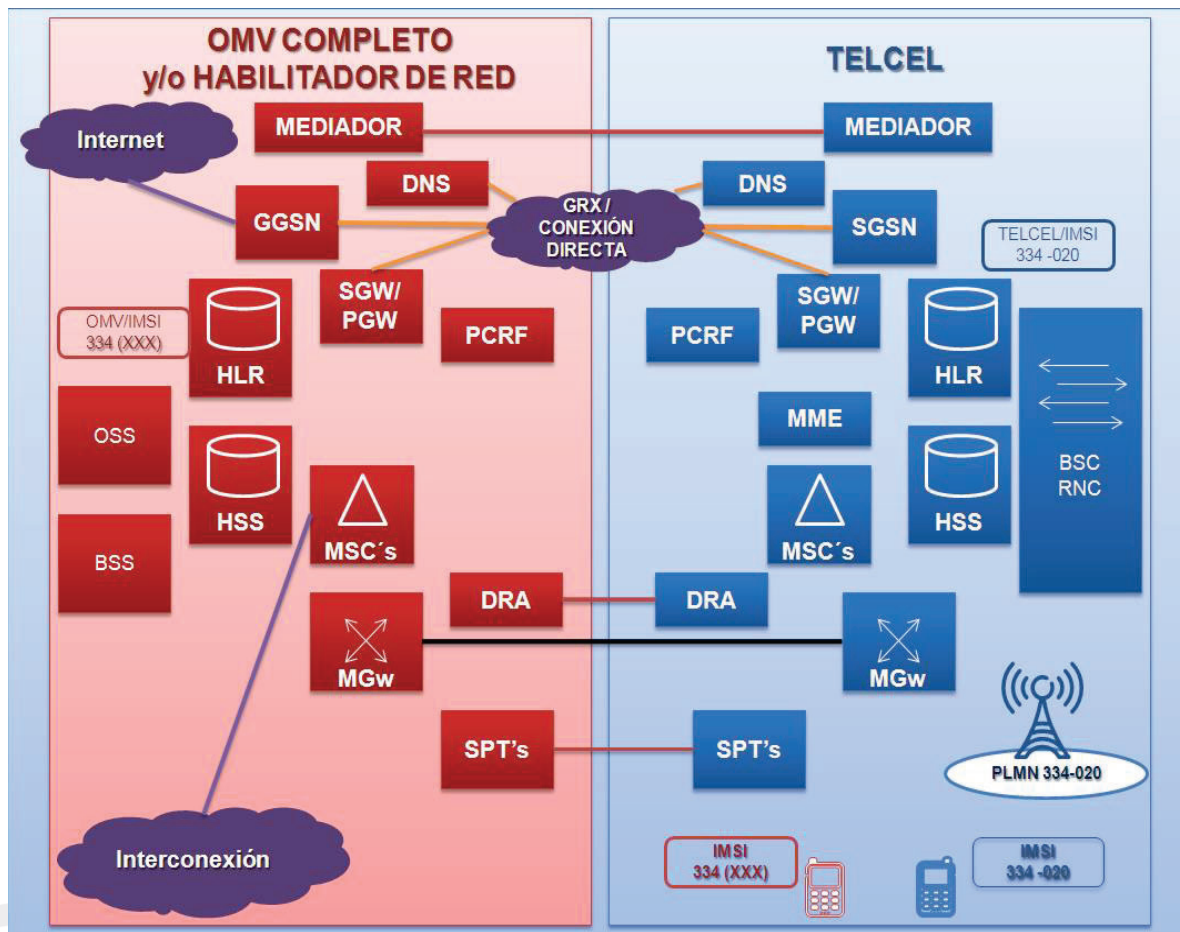 OMV COMPLETO
y/o HABILITADOR DE RED
TELCEL
Internet
MEDIADOR
MEDIADOR
DNS
DNS
GGSN
GRX /
CONEXIÓN
DIRECTA
SGSN
TELCEL/IMSI
334 -020
SGW/
PGW
SGW/
PGW
OMV/IMSI
334 (XXX)
HLR
PCRF
PCRF
HLR
OSS
MME
BSC
RNC
HSS
HSS
MSC´s
MSC´s
BSS
DRA
DRA
MGw
MGw
SPT’s
SPT’s
PLMN 334-020
Interconexión
IMSI
334 (XXX)
IMSI
334 -020